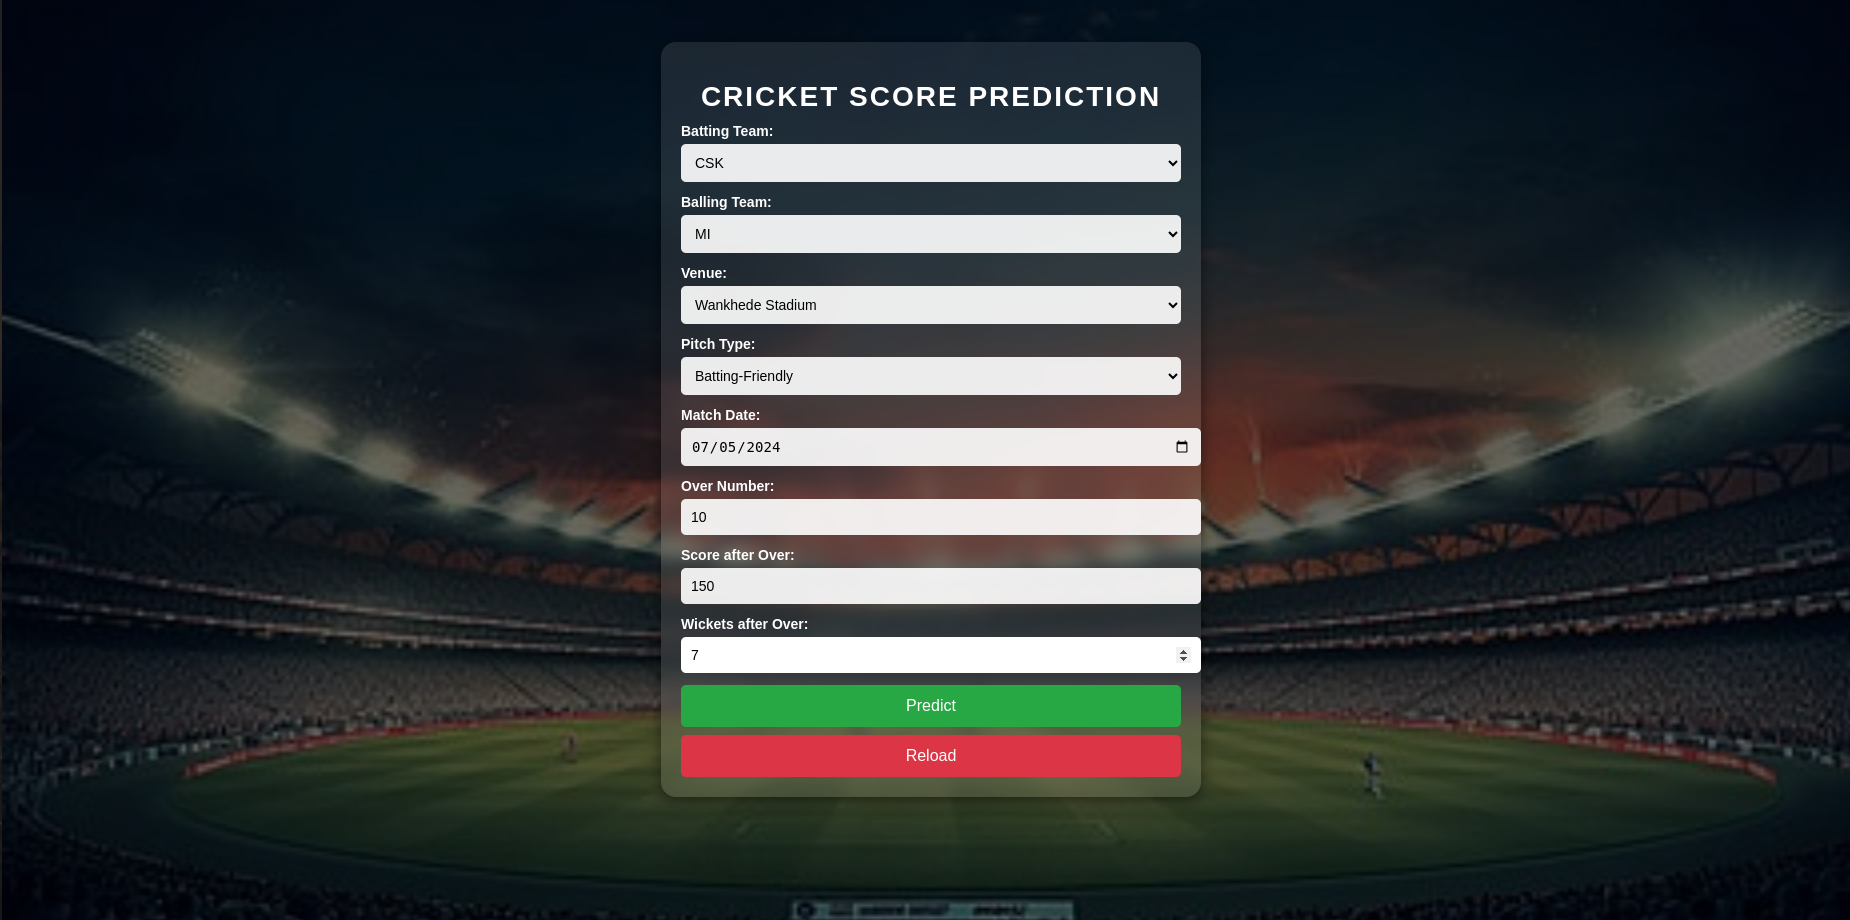 CRICKET SCORE PREDICTION
Batting Team:
CSK
Balling Team:
MI
Venue:
Wankhede Stadium
Pitch Type:
Batting-Friendly
Match Date:
07/05/2024
Over Number:
10
Score after Over:
150
Wickets after Over:
7
Predict
Reload